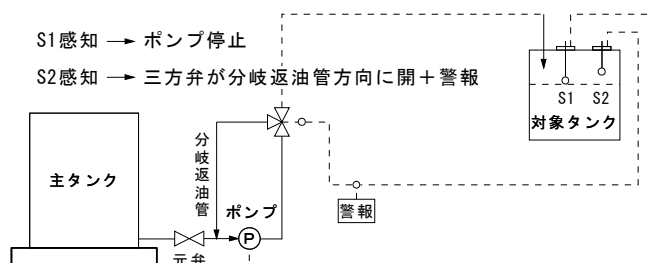 S1感知 → ポンプ停止
S2感知 → 三方弁が分岐返油管方向に開＋警報
S1
S2
対象タンク
分岐返油管
主タンク
ポンプ
P
警報
元弁